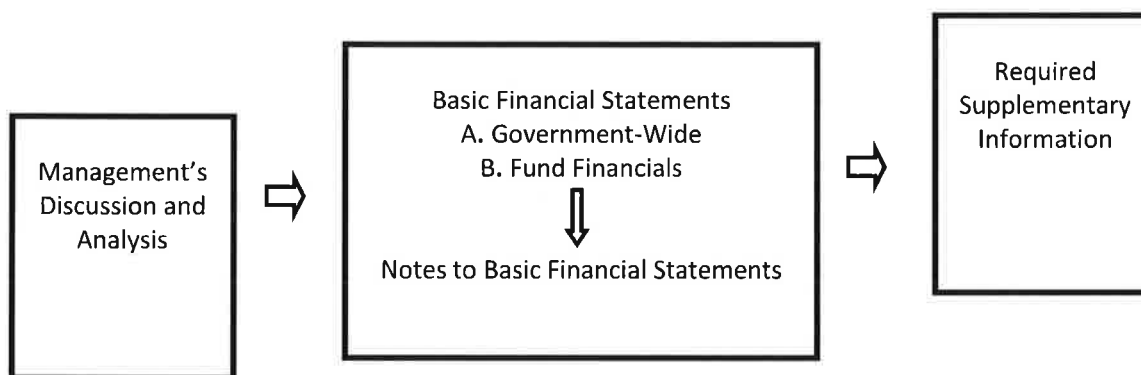 Management's
Discussion and
Analysis
Basic Financial Statements
A. Government-Wide
B. Fund Financials
Notes to Basic Financial Statements
Required
Supplementary
Information